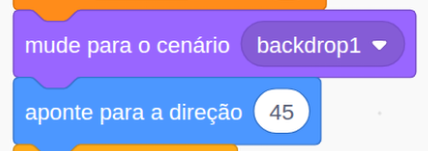 mude para o cenário backdrop1
aponte para a direção 45